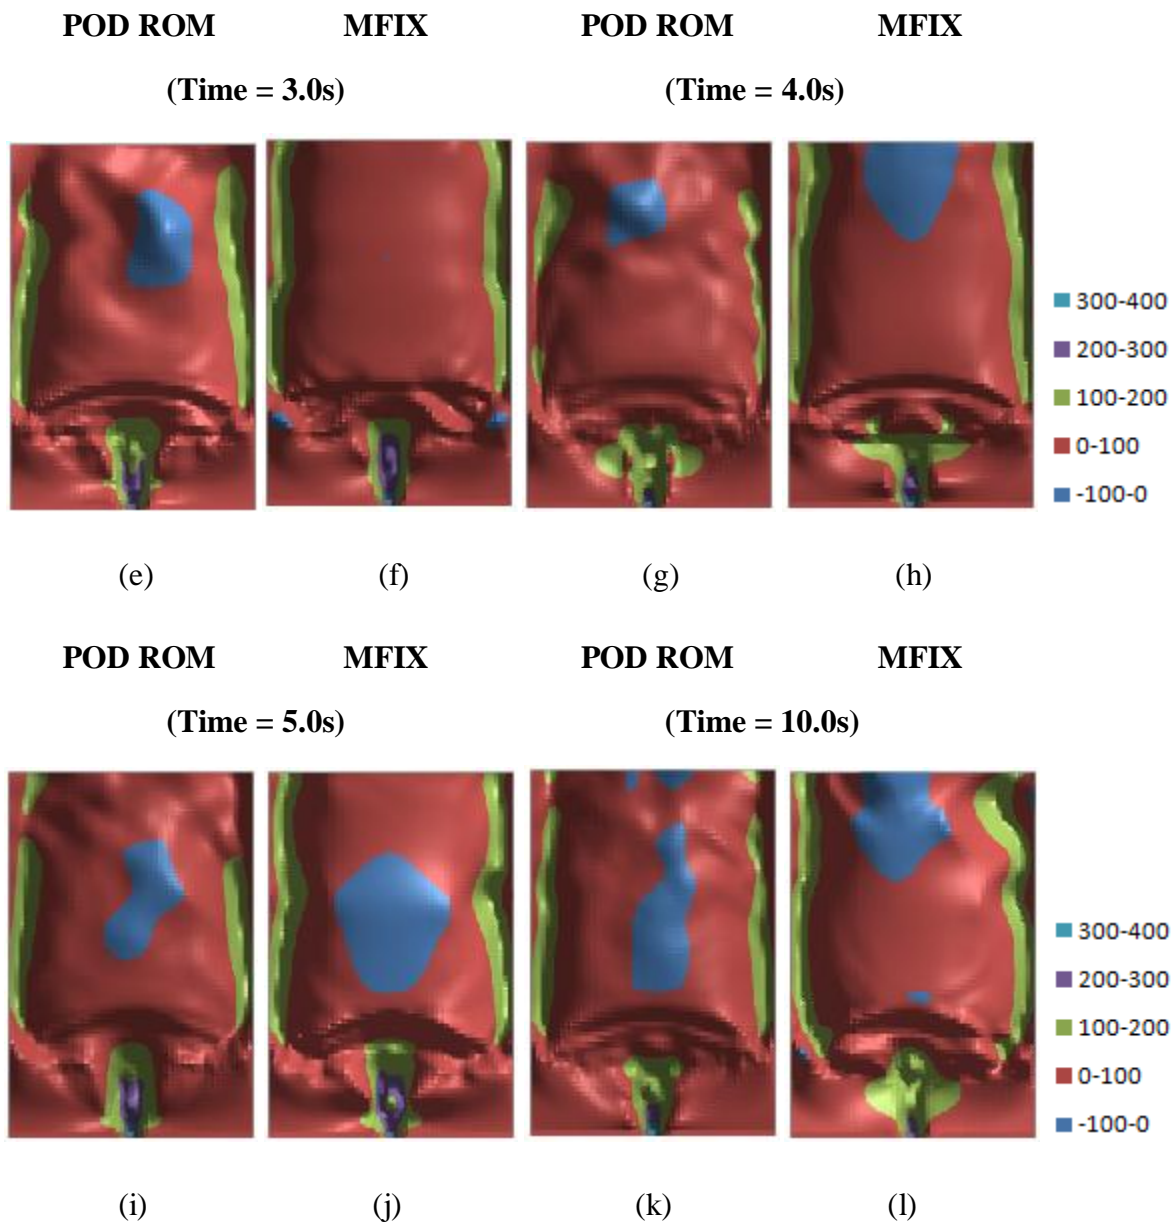 POD ROM MFIX POD ROM MFIX
(Time = 3.0s) (Time = 4.0s)
300-400
200-300
100-200
0-100
-100-0
(e) (f) (g) (h)
POD ROM MFIX POD ROM MFIX
(Time = 5.0s) (Time = 10.0s)
300-400
200-300
100-200
0-100
-100-0
(i) (j) (k) (l)